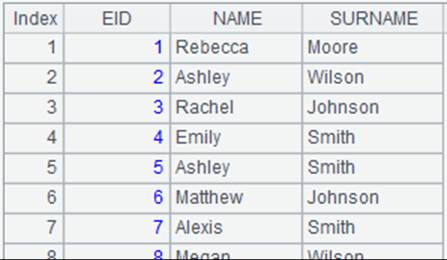 Index EID NAME SURNAME
1 1 Rebecca Moore
2 2 Ashley Wilson
3 3 Rachel Johnson
4 4 Emily Smith
5 5 Ashley Smith
6 6 Matthew Johnson
7 7 Alexis Smith
8 8 Megan Wilson